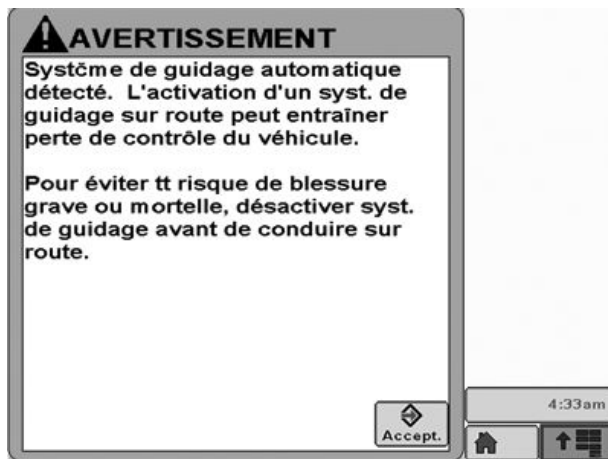 AVERTISSEMENT
Systčme de guidage automatique
détecté. L'activation d'un syst. de
guidage sur route peut entraîner
perte de contrôle du véhicule.
Pour éviter tt risque de blessure
grave ou mortelle, désactiver syst.
de guidage avant de conduire sur
route.
Accept.
4:33am